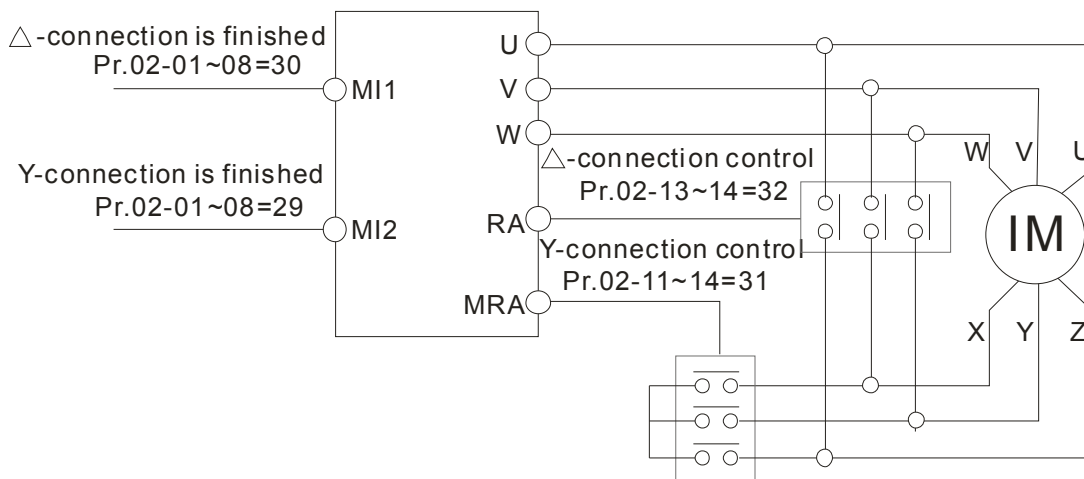 △-connection is finished
Pr.02-01~08=30
MI1
Y-connection is finished
Pr.02-01~08=29
MI2
U
V
W
△-connection control
Pr.02-13~14=32
RA
Y-connection control
Pr.02-11~14=31
MRA
W V U
IM
X Y Z